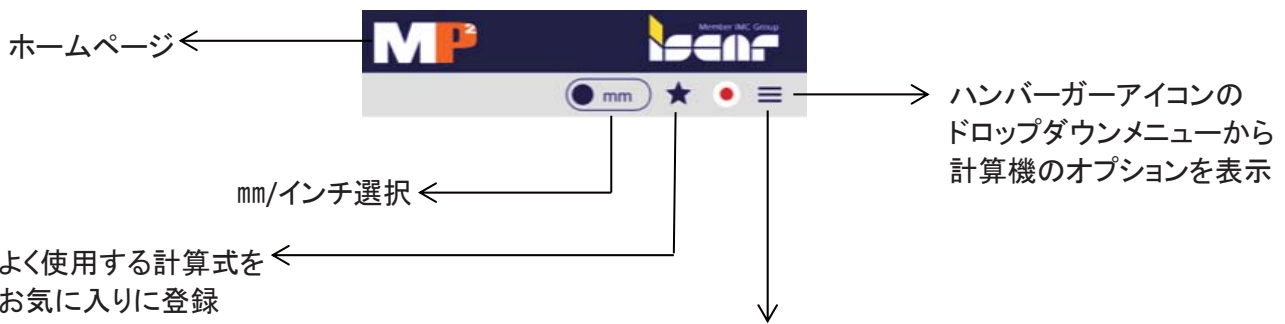 ホームページ
MP²
Member IMC Group
iscar
mm
ハンバーガーアイコンの
ドロップダウンメニューから
計算機のオプションを表示
㎜/インチ選択
よく使用する計算式を
お気に入りに登録